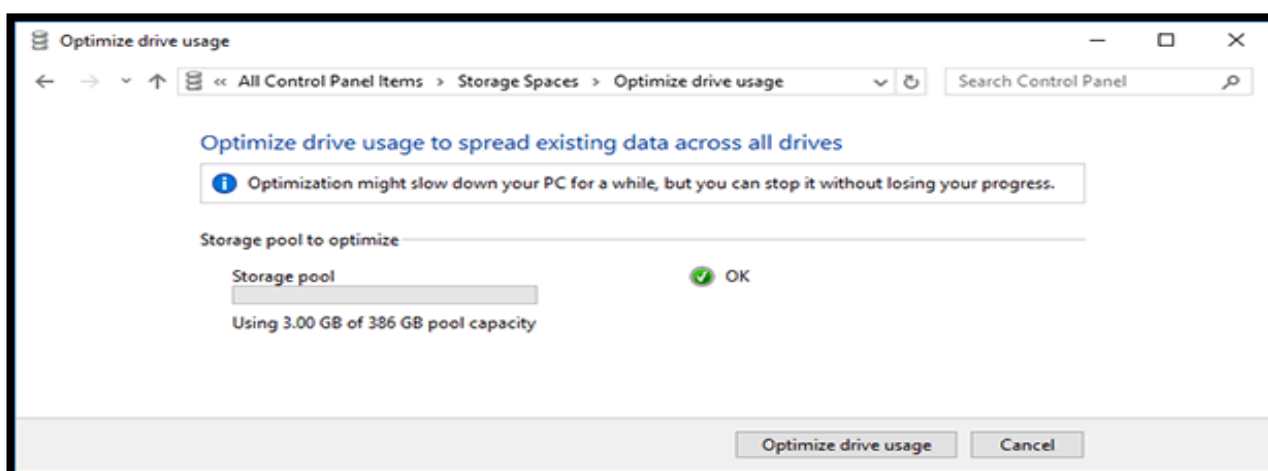 Optimize drive usage
« All Control Panel Items > Storage Spaces > Optimize drive usage Search Control Panel
Optimize drive usage to spread existing data across all drives
Optimization might slow down your PC for a while, but you can stop it without losing your progress.
Storage pool to optimize
Storage pool OK
Using 3.00 GB of 386 GB pool capacity
Optimize drive usage Cancel